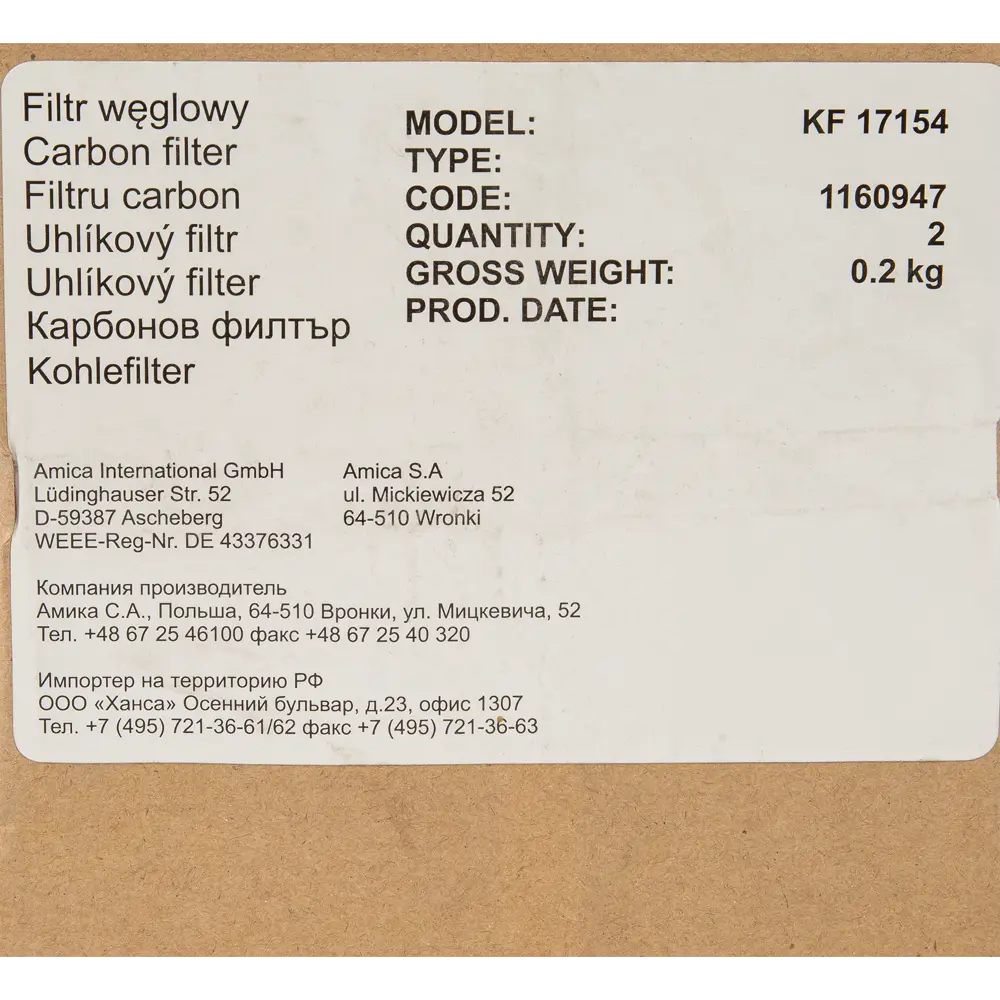 Filtr węglowy
Carbon filter
Filtru carbon
Uhlíkový filtr
Uhlíkový filter
Карбонов филтър
Kohlefilter
MODEL: KF 17154
TYPE:
CODE: 1160947
QUANTITY: 2
GROSS WEIGHT: 0.2 kg
PROD. DATE:
Amica International GmbH
Lüdinghauser Str. 52
D-59387 Ascheberg
WEEE-Reg-Nr. DE 43376331
Amica S.A
ul. Mickiewicza 52
64-510 Wronki
Компания производитель
Амика С.А., Польша, 64-510 Вронки, ул. Мицкевича, 52
Тел. +48 67 25 46100 факс +48 67 25 40 320
Импортер на территорию РФ
ООО «Ханса» Осенний бульвар, д.23, офис 1307
Тел. +7 (495) 721-36-61/62 факс +7 (495) 721-36-63